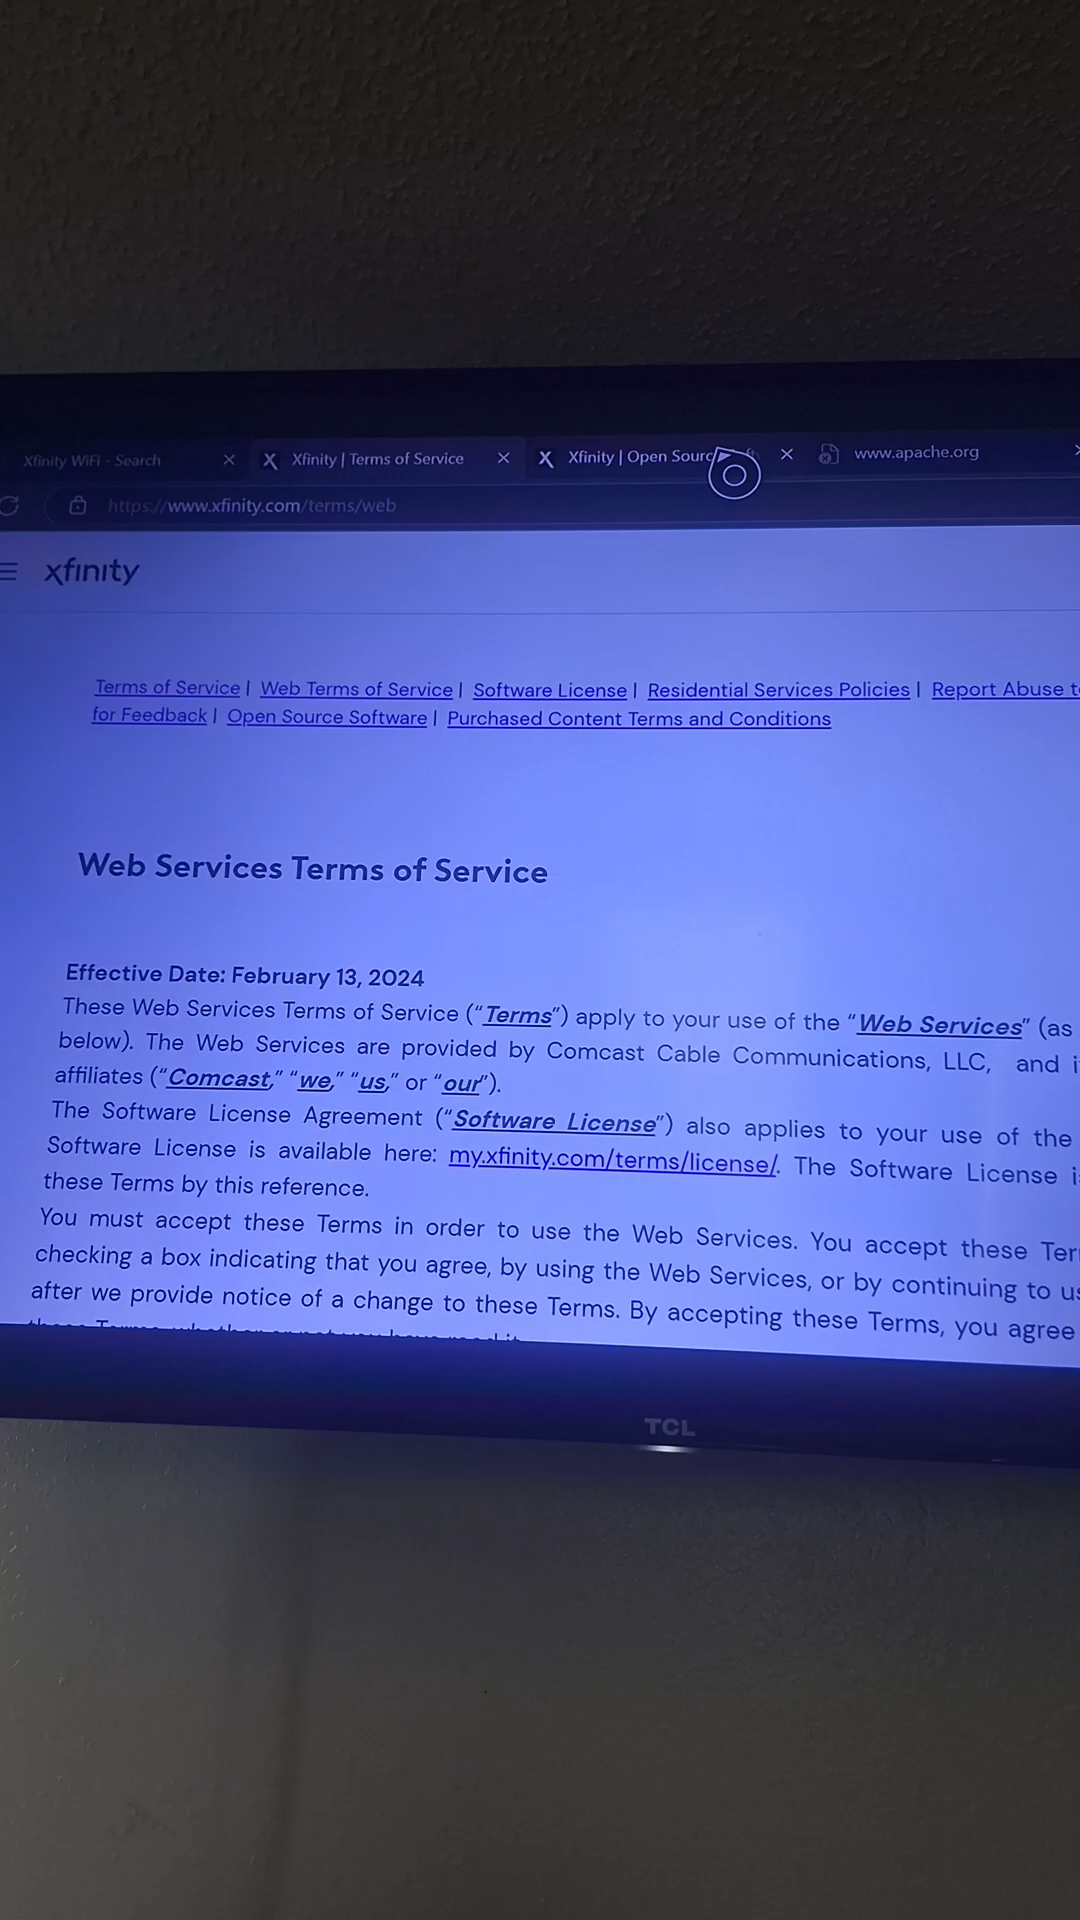 Xfinity WiFi - Search
Xfinity | Terms of Service
Xfinity | Open Sourc
www.apache.org
https://www.xfinity.com/terms/web
xfinity
Terms of Service | Web Terms of Service | Software License | Residential Services Policies | Report Abuse t
for Feedback | Open Source Software | Purchased Content Terms and Conditions
Web Services Terms of Service
Effective Date: February 13, 2024
These Web Services Terms of Service (“Terms”) apply to your use of the “Web Services” (as
below). The Web Services are provided by Comcast Cable Communications, LLC, and i
affiliates (“Comcast,” “we,” “us,” or “our”).
The Software License Agreement (“Software License”) also applies to your use of the
Software License is available here: my.xfinity.com/terms/license/. The Software License i
these Terms by this reference.
You must accept these Terms in order to use the Web Services. You accept these Ter
checking a box indicating that you agree, by using the Web Services, or by continuing to us
after we provide notice of a change to these Terms. By accepting these Terms, you agree
TCL